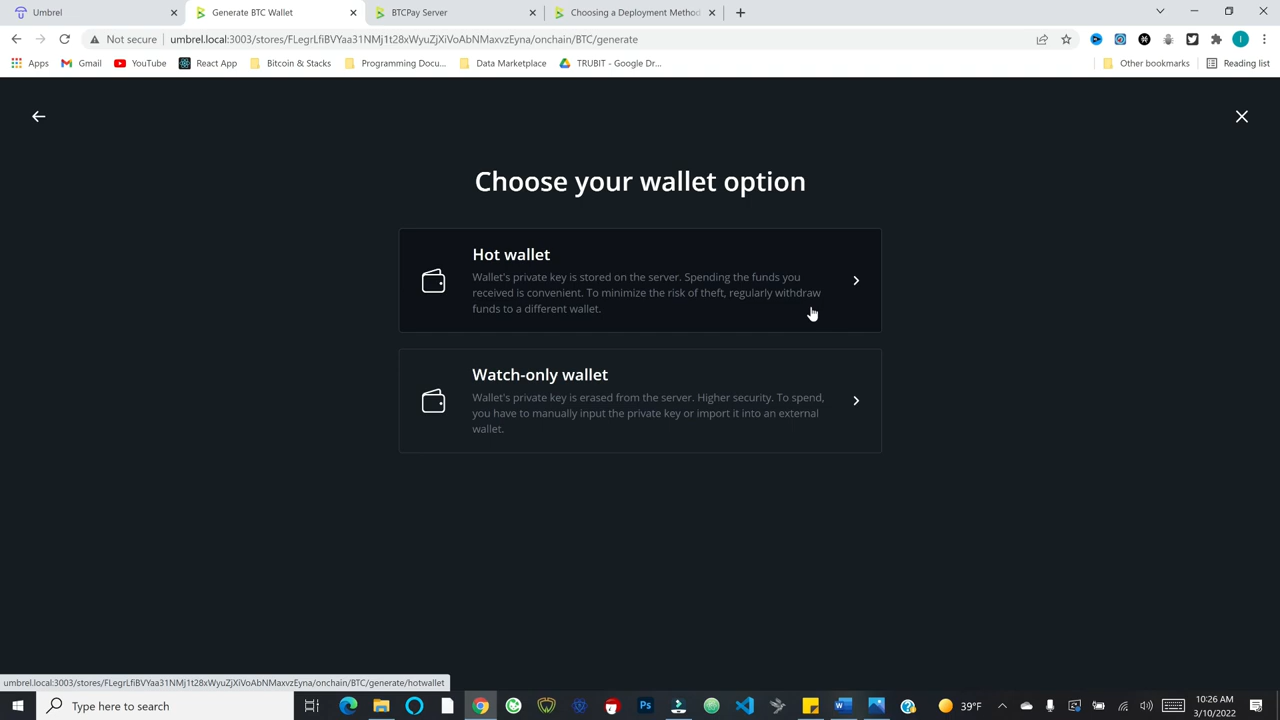 Umbrel
Generate BTC Wallet
BTCPay Server
Choosing a Deployment Method
Not secure
umbrel.local:3003/stores/FLegrLfiBVYaa31NMj1t28xWyuZjXiVoAbNMaxvzEyna/onchain/BTC/generate
Apps
Gmail
YouTube
React App
Bitcoin & Stacks
Programming Docu...
Data Marketplace
TRUBIT - Google Dr...
Other bookmarks
Reading list
Choose your wallet option
Hot wallet
Wallet's private key is stored on the server. Spending the funds you
received is convenient. To minimize the risk of theft, regularly withdraw
funds to a different wallet.
Watch-only wallet
Wallet's private key is erased from the server. Higher security. To spend,
you have to manually input the private key or import it into an external
wallet.
umbrel.local:3003/stores/FLegrLfiBVYaa31NMj1t28xWyuZjXiVoAbNMaxvzEyna/onchain/BTC/generate/hotwallet
Type here to search
39°F
10:26 AM
3/10/2022